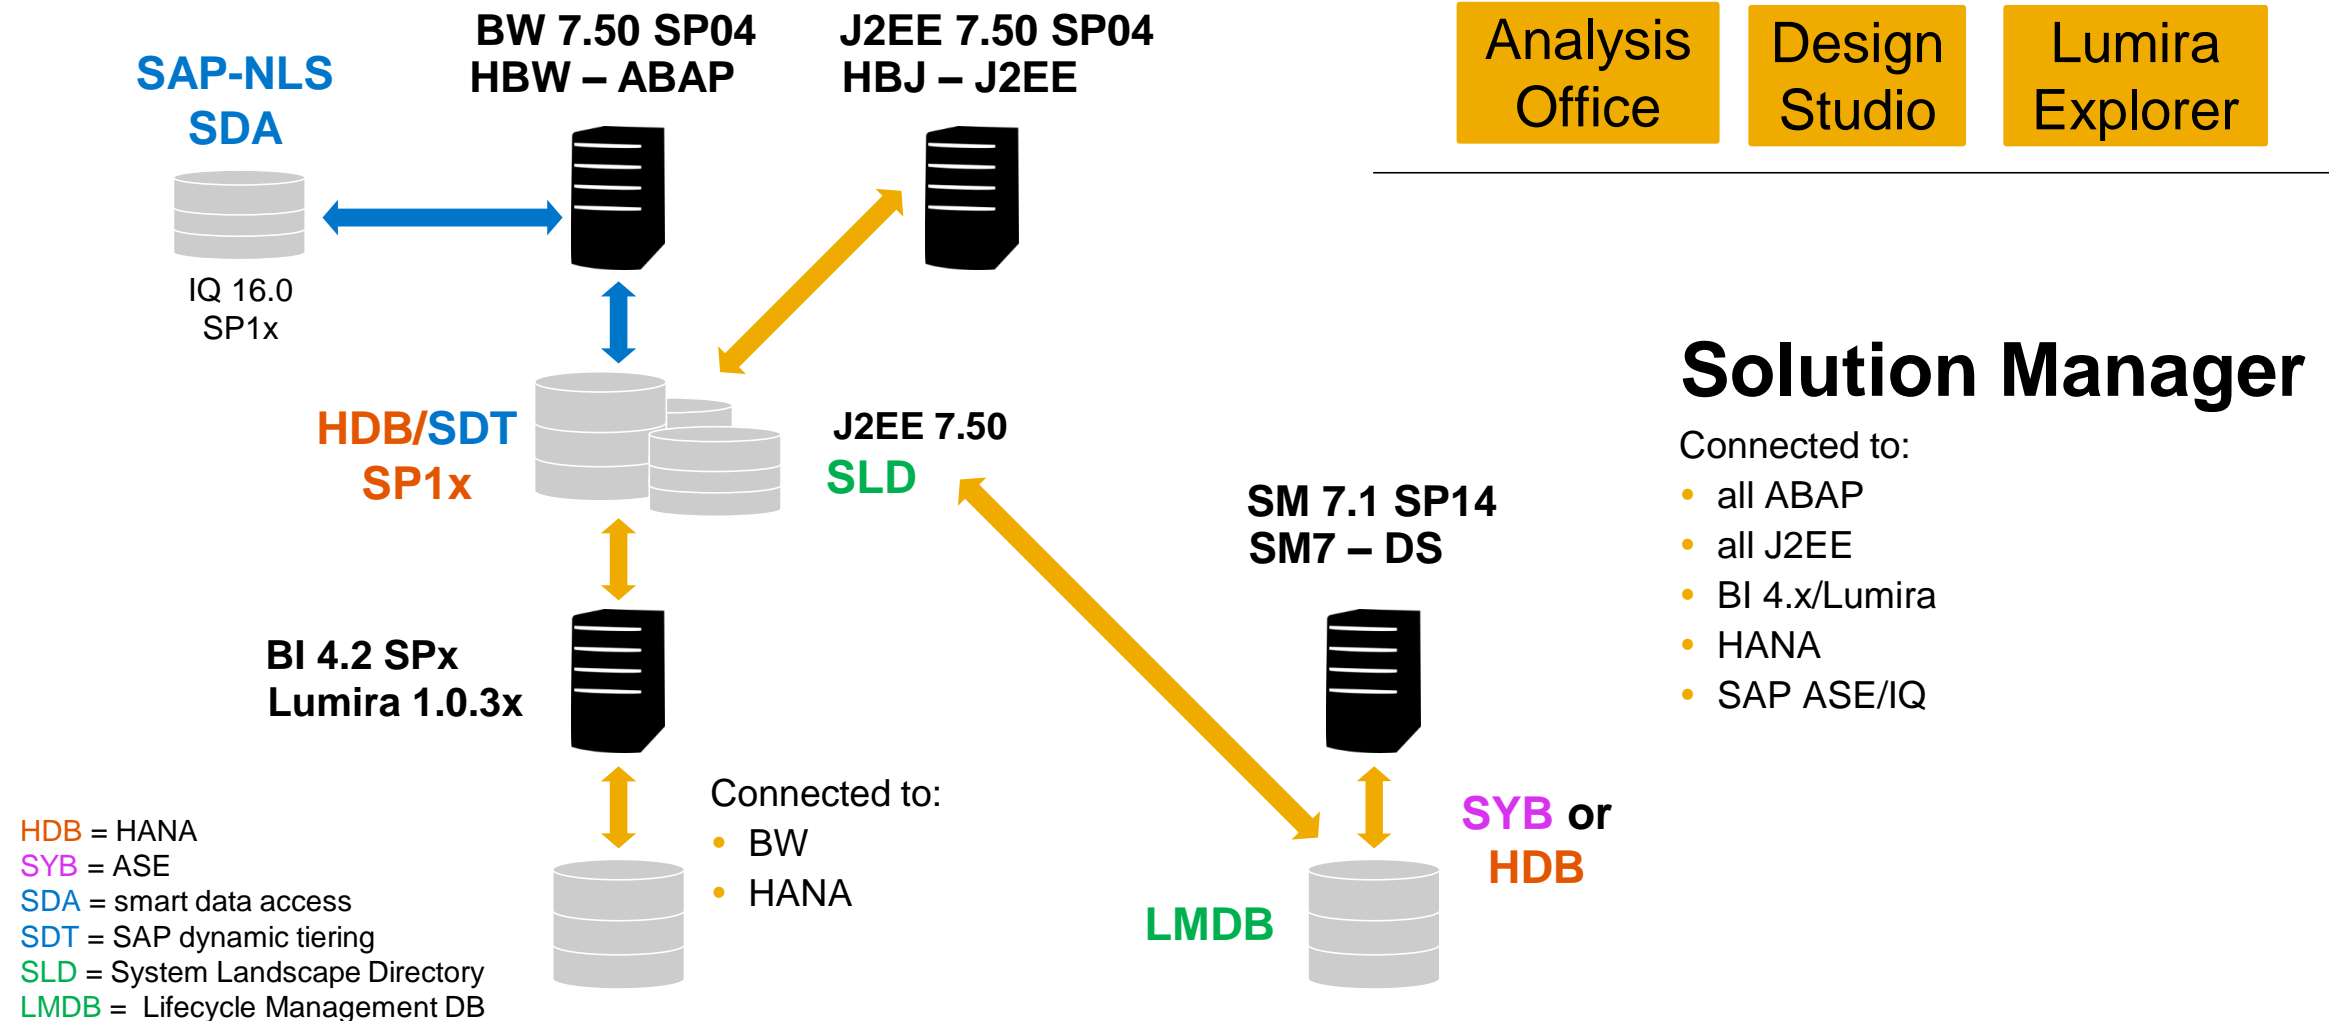 SAP-NLS
SDA
BW 7.50 SP04
HBW – ABAP
J2EE 7.50 SP04
HBJ – J2EE
Analysis
Office
Design
Studio
Lumira
Explorer
IQ 16.0
SP1x
HDB/SDT
SP1x
J2EE 7.50
SLD
Solution Manager
Connected to:
• all ABAP
• all J2EE
• BI 4.x/Lumira
• HANA
• SAP ASE/IQ
SM 7.1 SP14
SM7 – DS
BI 4.2 SPx
Lumira 1.0.3x
Connected to:
• BW
• HANA
SYB or
HDB
LMDB
HDB = HANA
SYB = ASE
SDA = smart data access
SDT = SAP dynamic tiering
SLD = System Landscape Directory
LMDB = Lifecycle Management DB